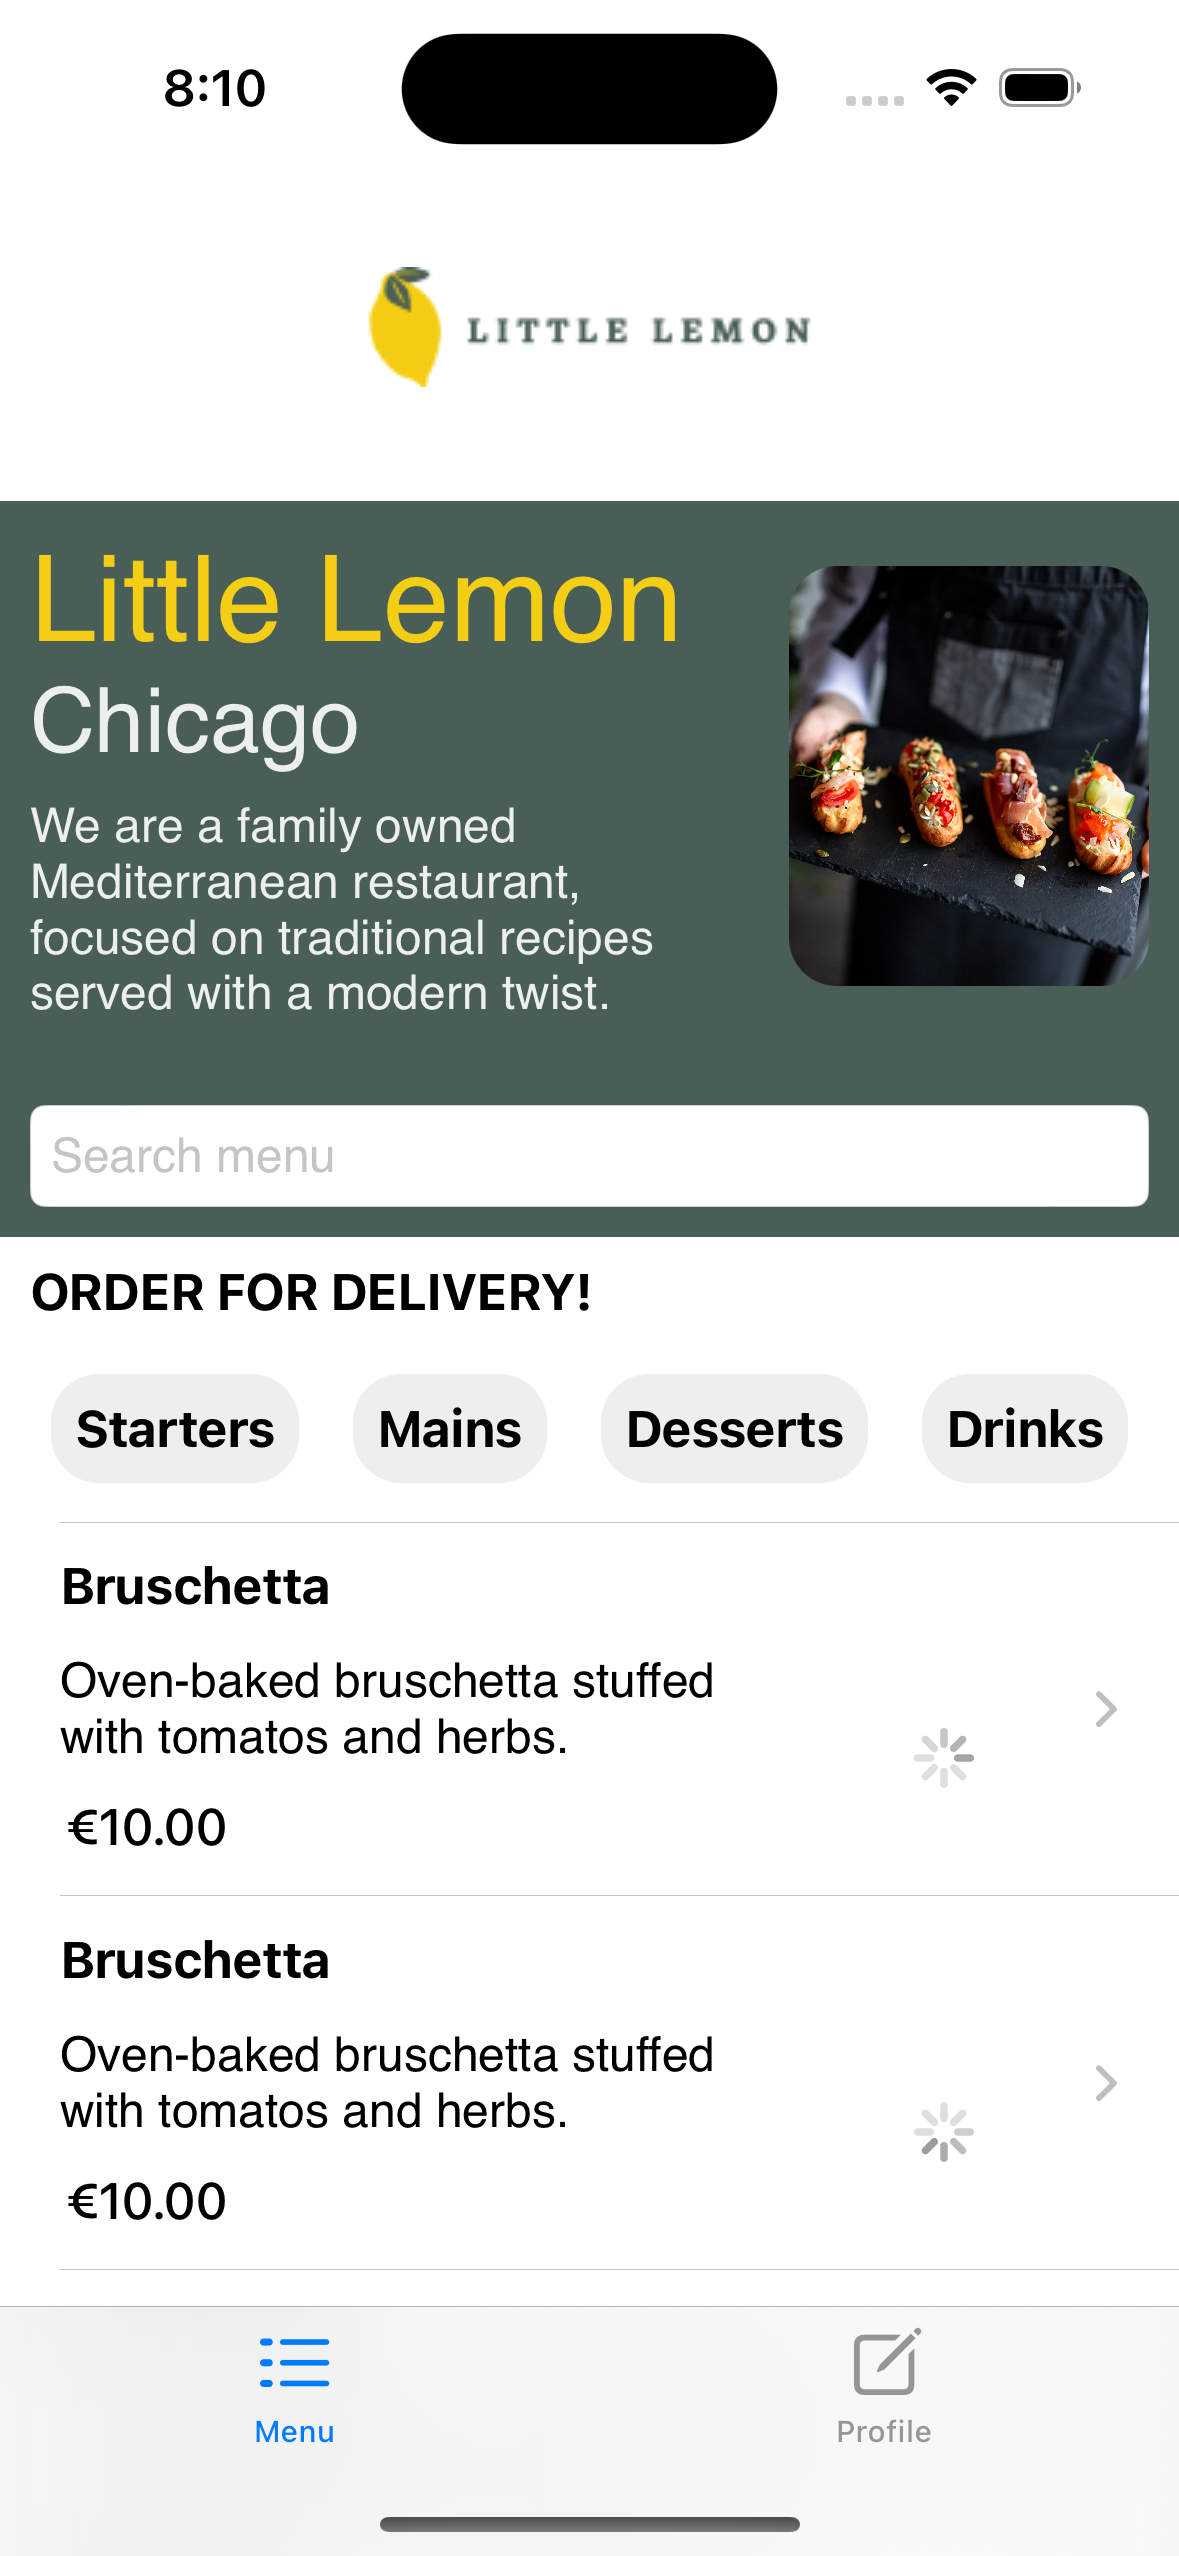 8:10
LITTLE LEMON
Little Lemon
Chicago
We are a family owned
Mediterranean restaurant,
focused on traditional recipes
served with a modern twist.
Search menu
ORDER FOR DELIVERY!
Starters Mains Desserts Drinks
Bruschetta
Oven-baked bruschetta stuffed
with tomatos and herbs.
€10.00
Bruschetta
Oven-baked bruschetta stuffed
with tomatos and herbs.
€10.00
Menu Profile